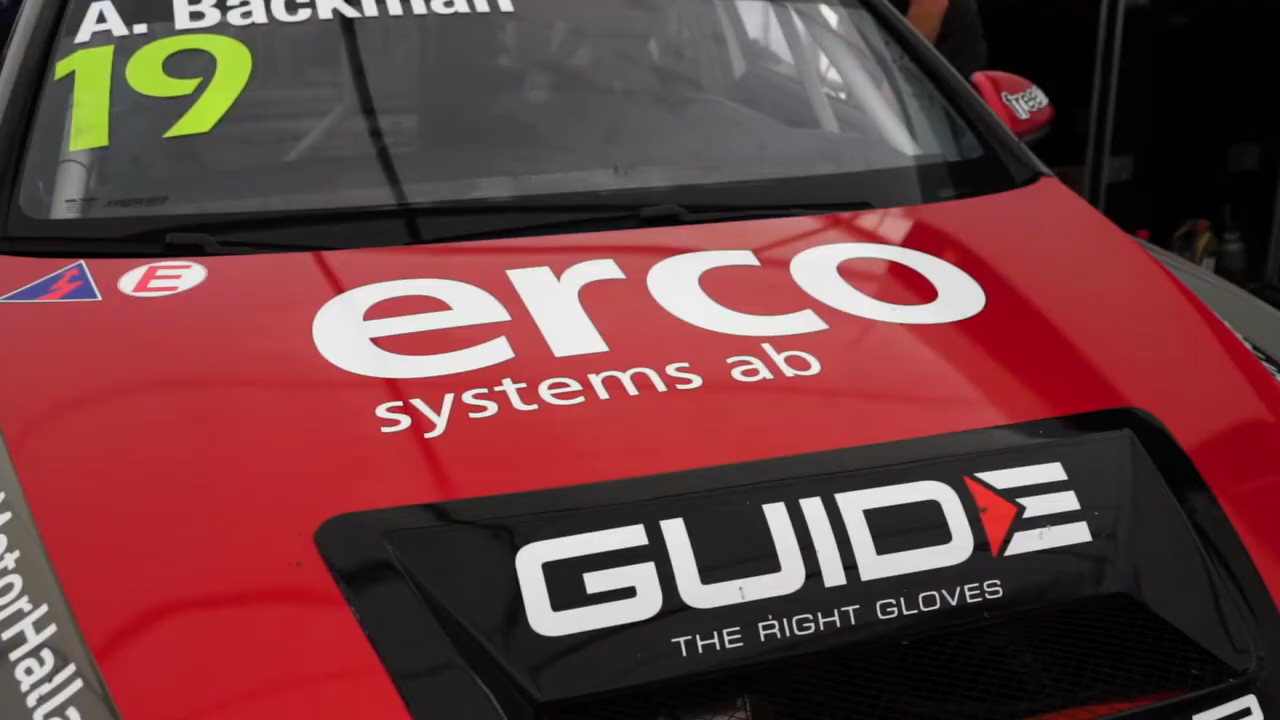 A. Backman
19
E
erco
systems ab
GUIDE
THE RIGHT GLOVES